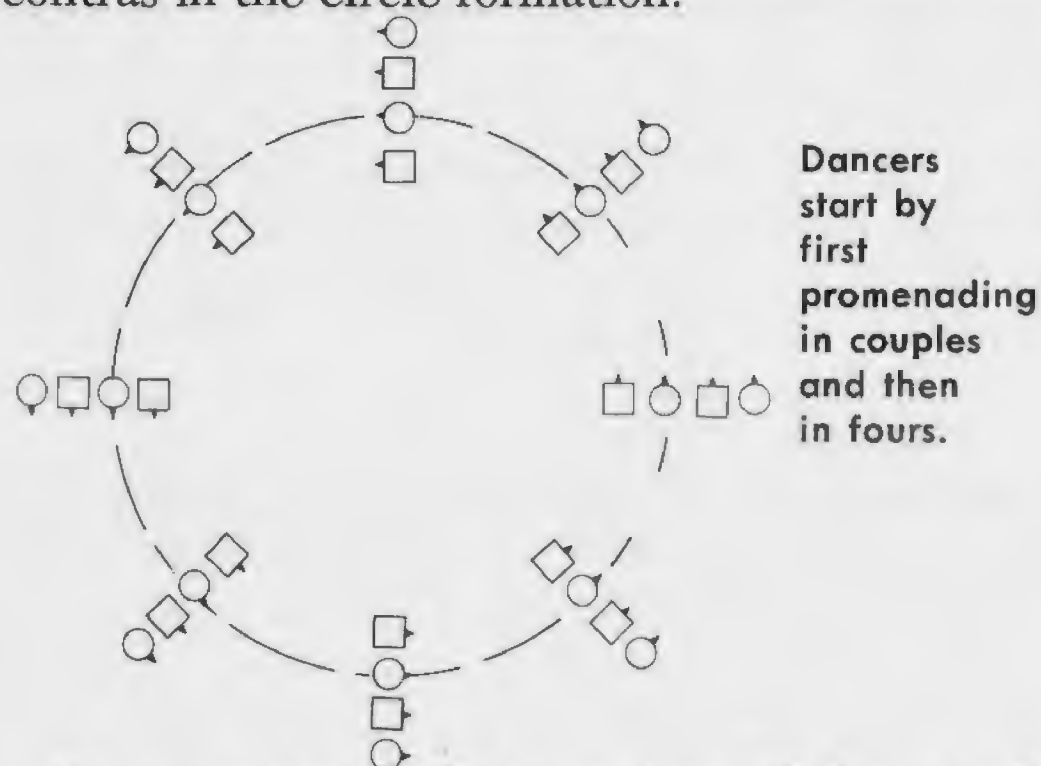 contras in the circle formation.
Dancers
start by
first
promenading
in couples
and then
in fours.